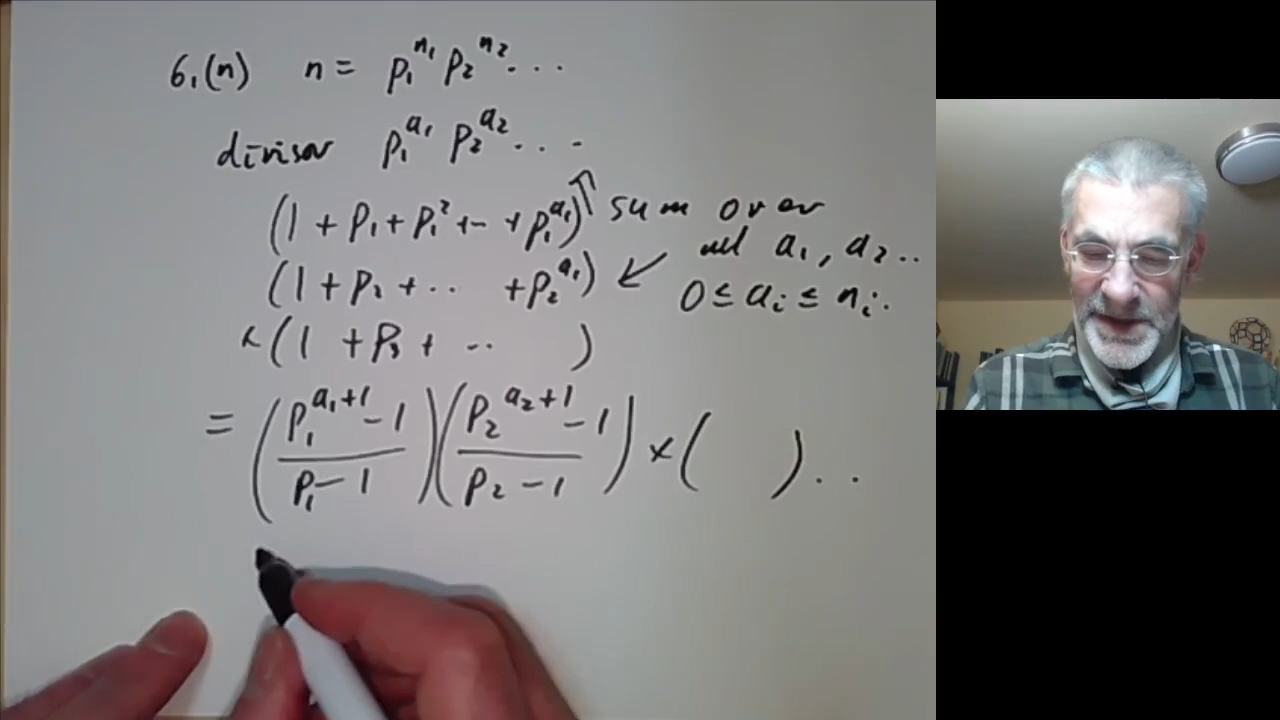 σ₁(n) n = p₁^{n₁} p₂^{n₂} ...
divisor p₁^{a₁} p₂^{a₂} ...
(1 + p₁ + p₁² + ... + p₁^{a₁}) ↑ sum over
all a₁, a₂ ..
(1 + p₂ + .. + p₂^{a₁}) ↙ 0 ≤ a_i ≤ n_i.
× (1 + p₃ + .. )
= ((p₁^{a₁+1} - 1)/(p₁ - 1)) ((p₂^{a₂+1} - 1)/(p₂ - 1)) × ( ) . .